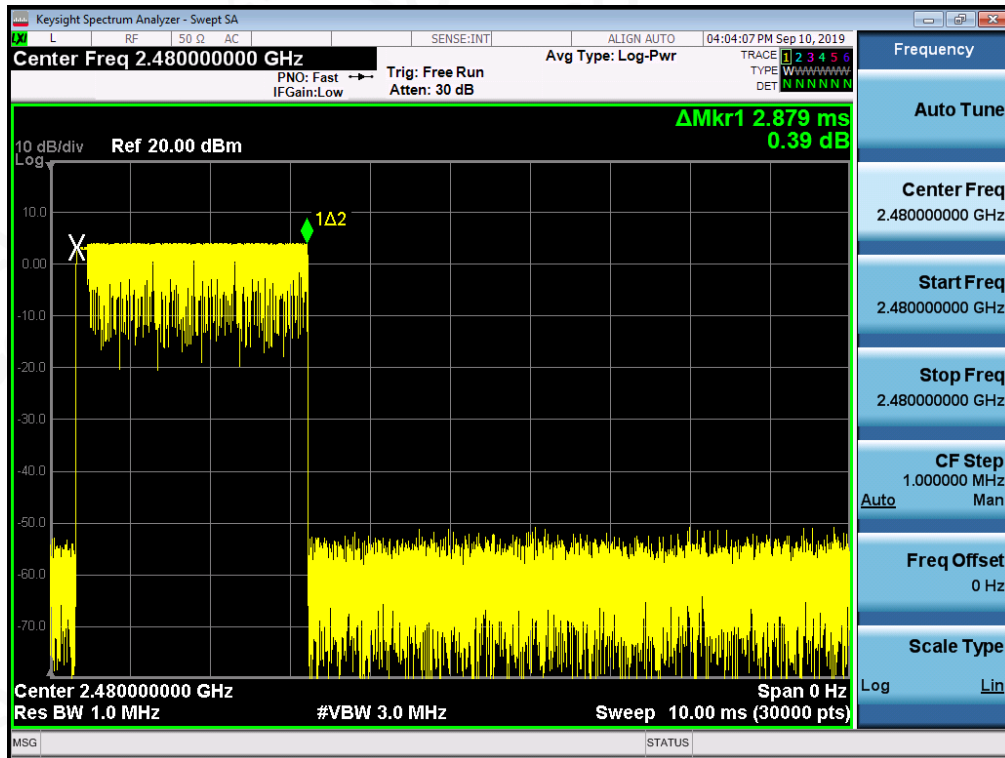 Keysight Spectrum Analyzer - Swept SA
LXI L RF 50 Ω AC SENSE:INT ALIGN AUTO 04:04:07 PM Sep 10, 2019
Center Freq 2.480000000 GHz
PNO: Fast
IFGain:Low
Trig: Free Run
Atten: 30 dB
Avg Type: Log-Pwr
TRACE 1 2 3 4 5 6
TYPE WWWWWW
DET N N N N N N
ΔMkr1 2.879 ms
0.39 dB
10 dB/div Ref 20.00 dBm
Log
10.0
1Δ2
X
0.00
-10.0
-20.0
-30.0
-40.0
-50.0
-60.0
-70.0
Center 2.480000000 GHz Span 0 Hz
Res BW 1.0 MHz #VBW 3.0 MHz Sweep 10.00 ms (30000 pts)
MSG STATUS
Frequency
Auto Tune
Center Freq
2.480000000 GHz
Start Freq
2.480000000 GHz
Stop Freq
2.480000000 GHz
CF Step
1.000000 MHz
Auto Man
Freq Offset
0 Hz
Scale Type
Log Lin